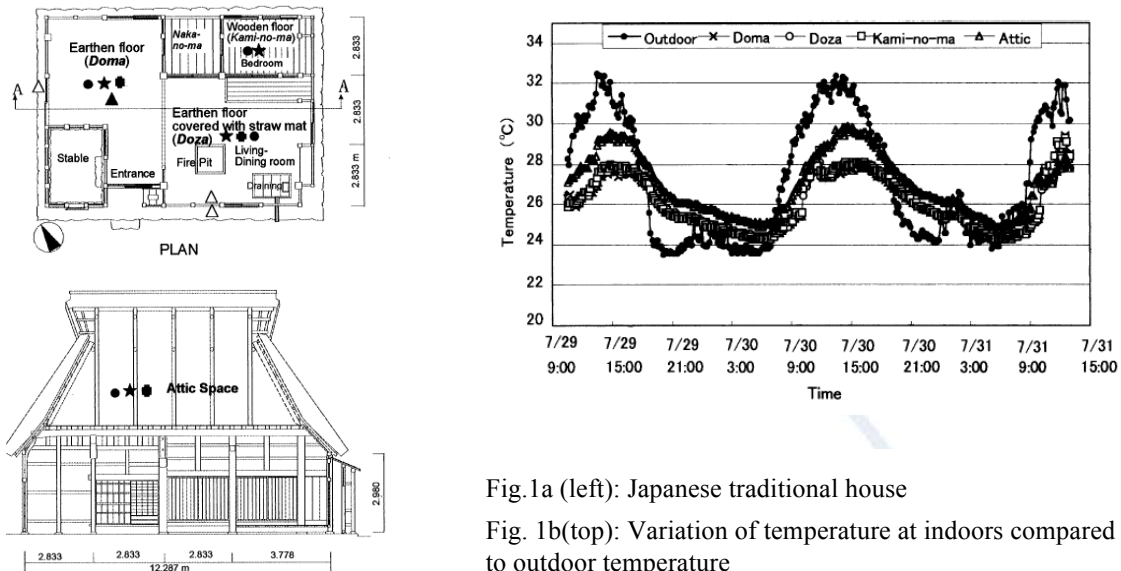 Earthen floor
(Doma)
Naka-
no-ma
Wooden floor
(Kami-no-ma)
Bedroom
A
A
Earthen floor
covered with straw mat
(Doza)
Living-
Dining room
Fire Pit
Stable
Entrance
2.833
2.833
2.833 m
PLAN
Attic Space
2.980
2.833
2.833
2.833
3.778
12.287 m
Outdoor
Doma
Doza
Kami-no-ma
Attic
Temperature (°C)
34
32
30
28
26
24
22
20
7/29 7/29 7/29 7/30 7/30 7/30 7/30 7/31 7/31 7/31
9:00 15:00 21:00 3:00 9:00 15:00 21:00 3:00 9:00 15:00
Time
Fig.1a (left): Japanese traditional house
Fig. 1b(top): Variation of temperature at indoors compared
to outdoor temperature